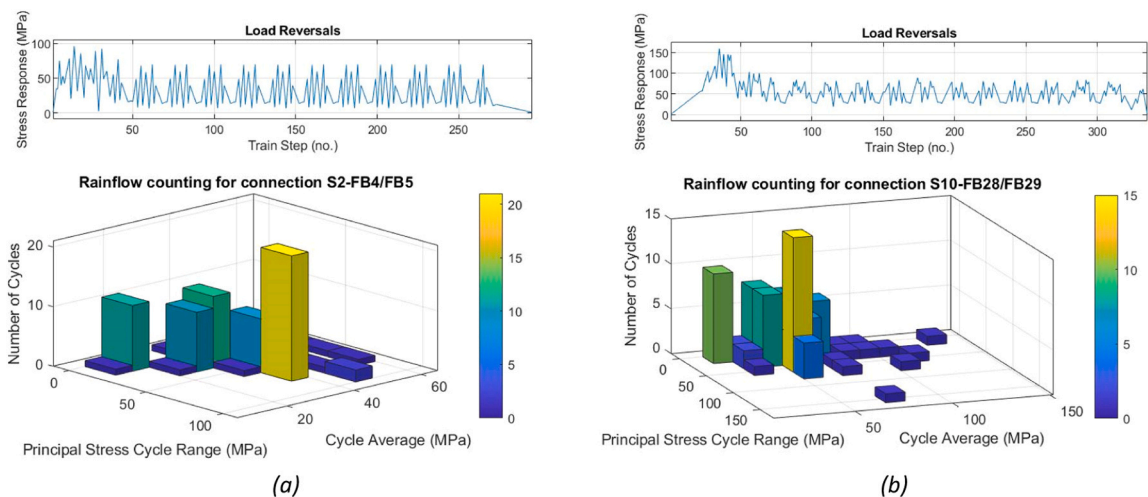 Load Reversals
Stress Response (MPa)
100
50
0
50 100 150 200 250
Train Step (no.)
Rainflow counting for connection S2-FB4/FB5
Number of Cycles
20
10
0
0
50
100
Principal Stress Cycle Range (MPa)
20
40
60
Cycle Average (MPa)
20
15
10
5
0
(a)
Load Reversals
Stress Response (MPa)
150
100
50
0
50 100 150 200 250 300
Train Step (no.)
Rainflow counting for connection S10-FB28/FB29
Number of Cycles
15
10
5
0
0
50
100
150
Principal Stress Cycle Range (MPa)
50
100
150
Cycle Average (MPa)
15
10
5
0
(b)